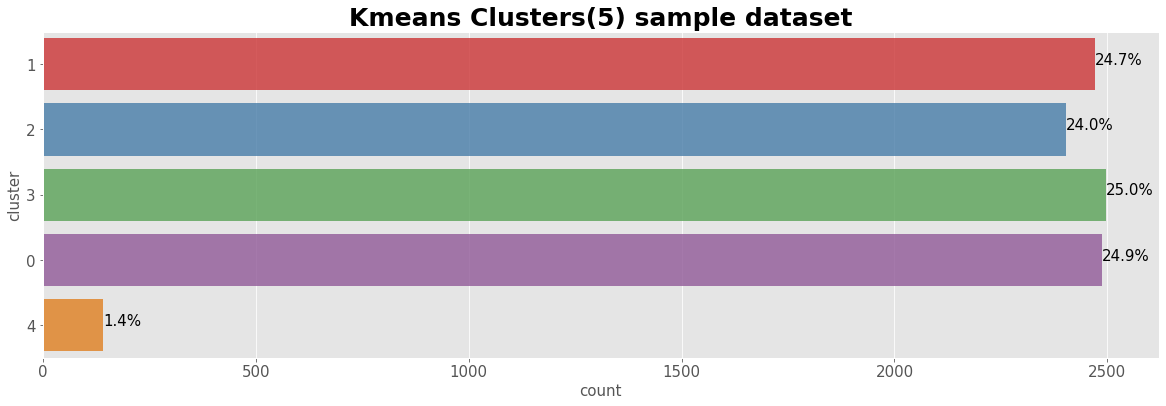 Kmeans Clusters(5) sample dataset
1
24.7%
2
24.0%
cluster
3
25.0%
0
24.9%
4
1.4%
0 500 1000 1500 2000 2500
count